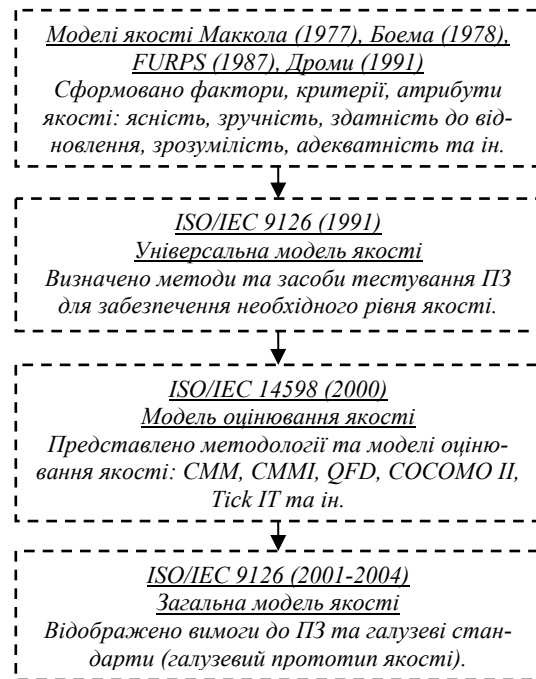 Моделі якості Маккола (1977), Боема (1978),
FURPS (1987), Дроми (1991)
Сформовано фактори, критерії, атрибути
якості: ясність, зручність, здатність до від-
новлення, зрозумілість, адекватність та ін.
ISO/IEC 9126 (1991)
Універсальна модель якості
Визначено методи та засоби тестування ПЗ
для забезпечення необхідного рівня якості.
ISO/IEC 14598 (2000)
Модель оцінювання якості
Представлено методології та моделі оціню-
вання якості: CMM, CMMI, QFD, COCOMO II,
Tick IT та ін.
ISO/IEC 9126 (2001-2004)
Загальна модель якості
Відображено вимоги до ПЗ та галузеві стан-
дарти (галузевий прототип якості).